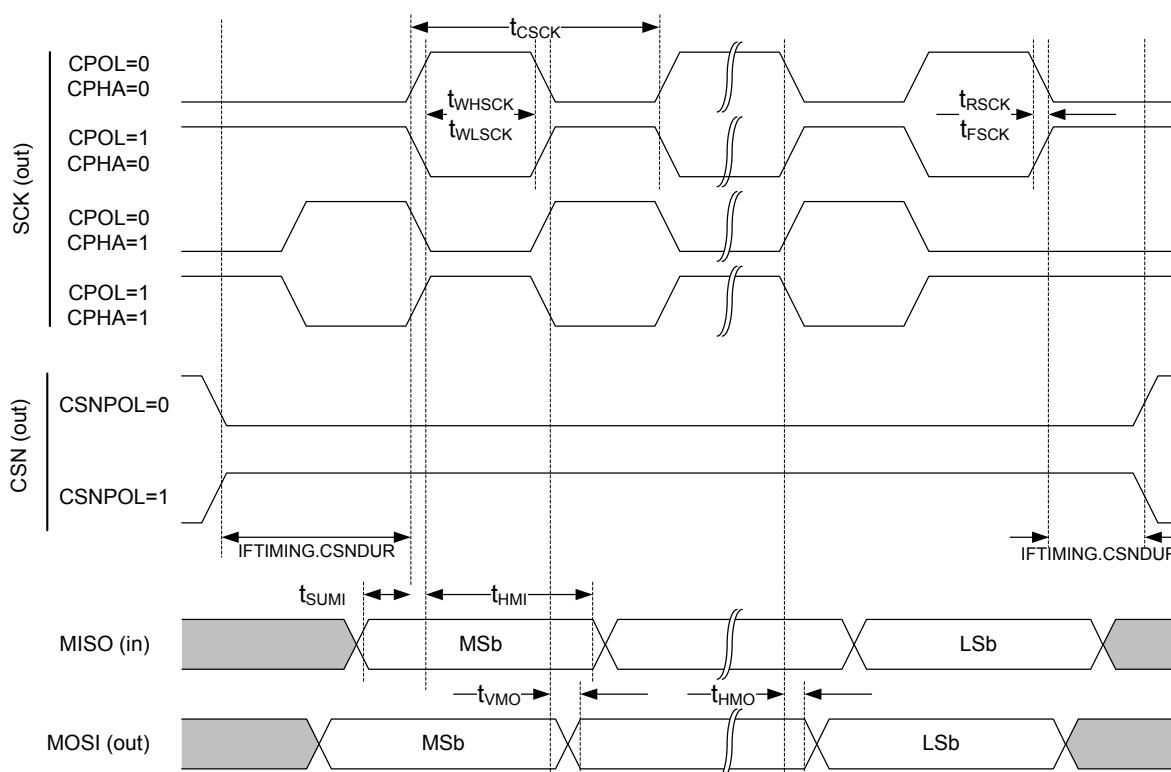 tCSCK
SCK (out)
CPOL=0
CPHA=0
tWHSCK
tWLSCK
tRSCK
tFSCK
CPOL=1
CPHA=0
CPOL=0
CPHA=1
CPOL=1
CPHA=1
CSN (out)
CSNPOL=0
CSNPOL=1
IFTIMING.CSNDUR
IFTIMING.CSNDUR
tSUMI
tHMI
MISO (in)
MSb
LSb
tVMO
tHMO
MOSI (out)
MSb
LSb